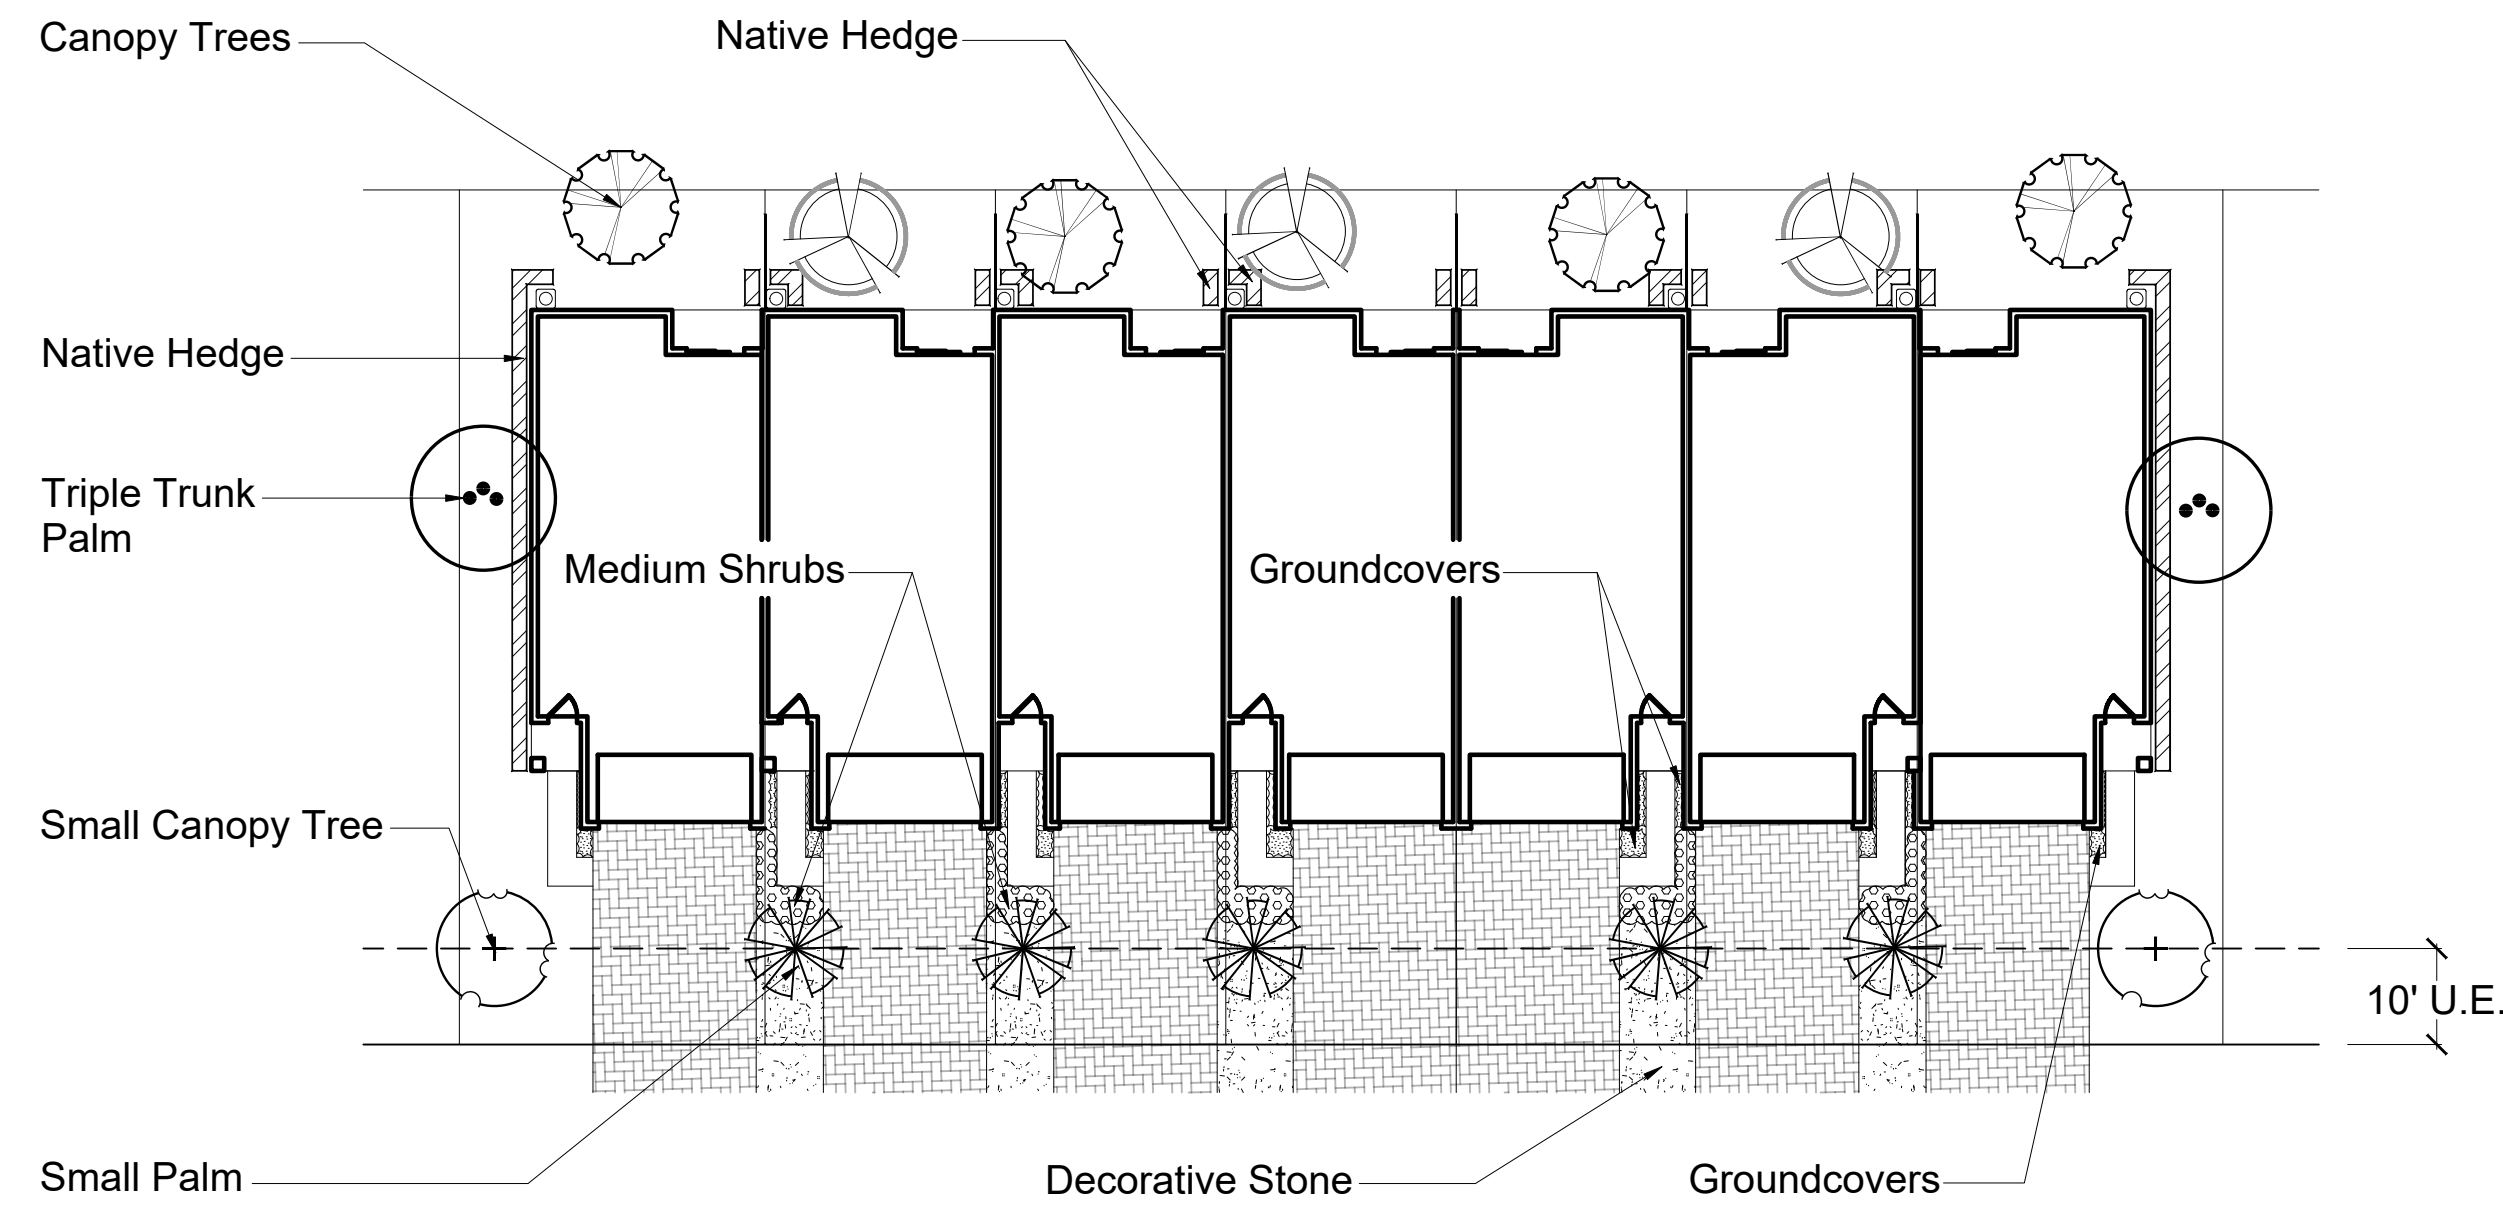 Canopy Trees
Native Hedge
Native Hedge
Triple Trunk
Palm
Medium Shrubs
Groundcovers
Small Canopy Tree
10' U.E.
Small Palm
Decorative Stone
Groundcovers